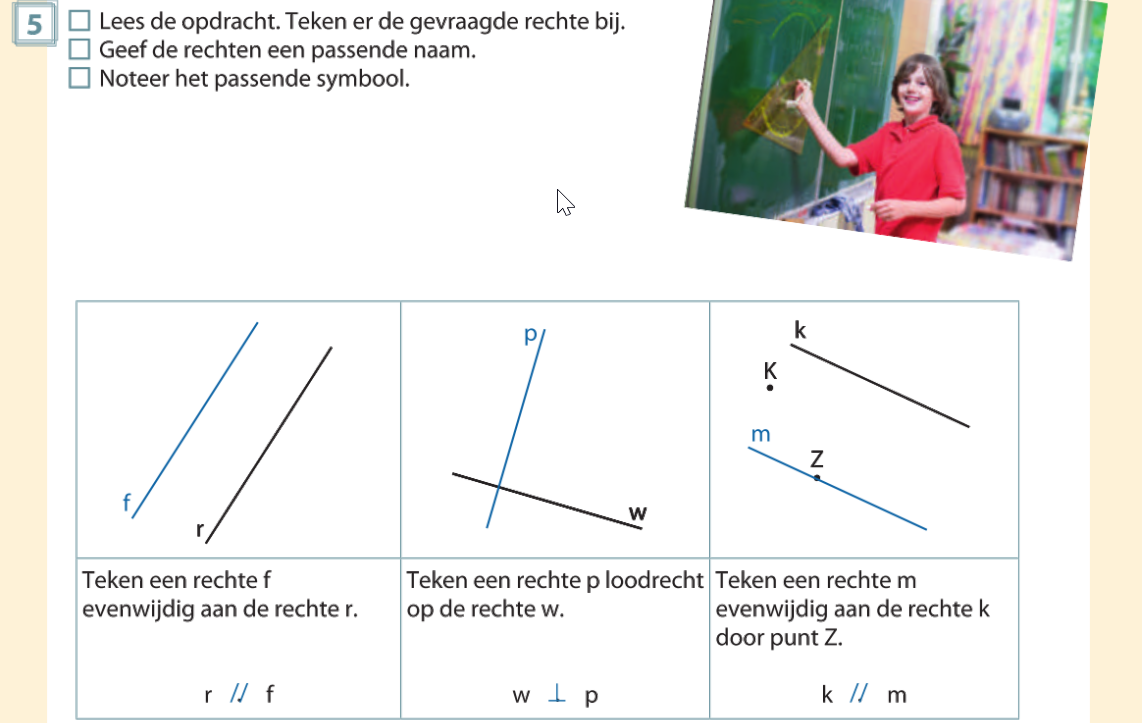 5
Lees de opdracht. Teken er de gevraagde rechte bij.
Geef de rechten een passende naam.
Noteer het passende symbool.
f
r
p
w
k
K
m
Z
Teken een rechte f
evenwijdig aan de rechte r.
r // f
Teken een rechte p loodrecht
op de rechte w.
w ⊥ p
Teken een rechte m
evenwijdig aan de rechte k
door punt Z.
k // m